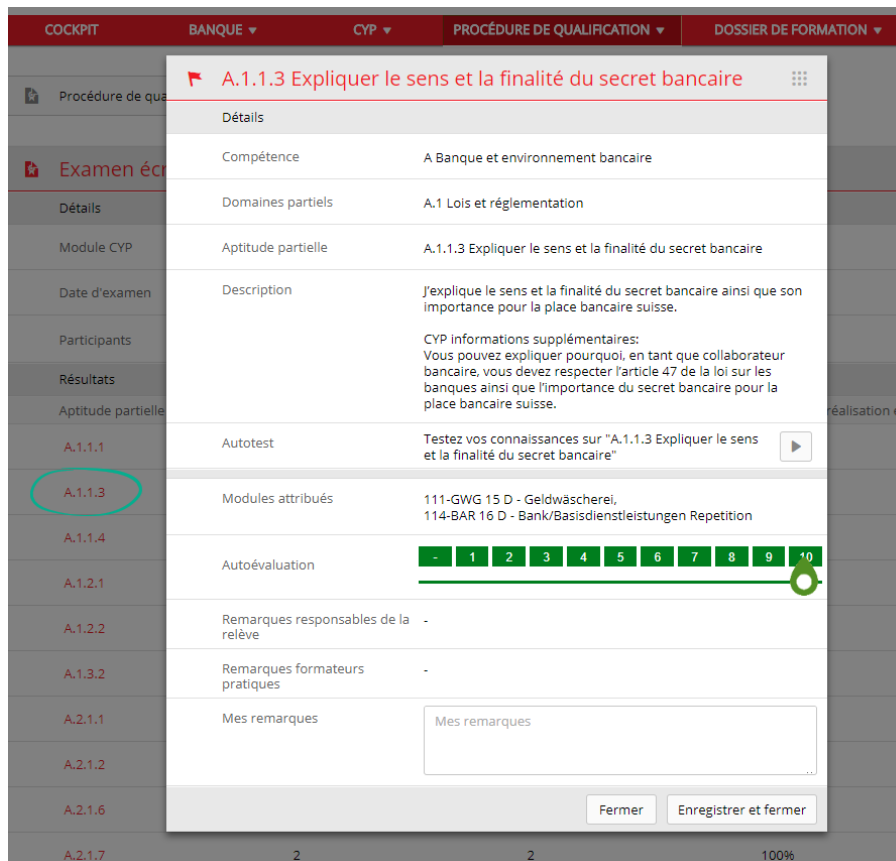 COCKPIT BANQUE ▼ CYP ▼ PROCÉDURE DE QUALIFICATION ▼ DOSSIER DE FORMATION ▼
Procédure de qua
Examen écr
Détails
Module CYP
Date d'examen
Participants
Résultats
Aptitude partielle
réalisation
A.1.1.1
A.1.1.3
A.1.1.4
A.1.2.1
A.1.2.2
A.1.3.2
A.2.1.1
A.2.1.2
A.2.1.6
A.2.1.7 2 2 100%
A.1.1.3 Expliquer le sens et la finalité du secret bancaire
Détails
Compétence A Banque et environnement bancaire
Domaines partiels A.1 Lois et réglementation
Aptitude partielle A.1.1.3 Expliquer le sens et la finalité du secret bancaire
Description J'explique le sens et la finalité du secret bancaire ainsi que son
importance pour la place bancaire suisse.
CYP informations supplémentaires:
Vous pouvez expliquer pourquoi, en tant que collaborateur
bancaire, vous devez respecter l'article 47 de la loi sur les
banques ainsi que l'importance du secret bancaire pour la
place bancaire suisse.
Autotest Testez vos connaissances sur "A.1.1.3 Expliquer le sens
et la finalité du secret bancaire"
Modules attribués 111-GWG 15 D - Geldwäscherei,
114-BAR 16 D - Bank/Basisdienstleistungen Repetition
Autoévaluation - 1 2 3 4 5 6 7 8 9 10
Remarques responsables de la -
relève
Remarques formateurs -
pratiques
Mes remarques Mes remarques
Fermer Enregistrer et fermer